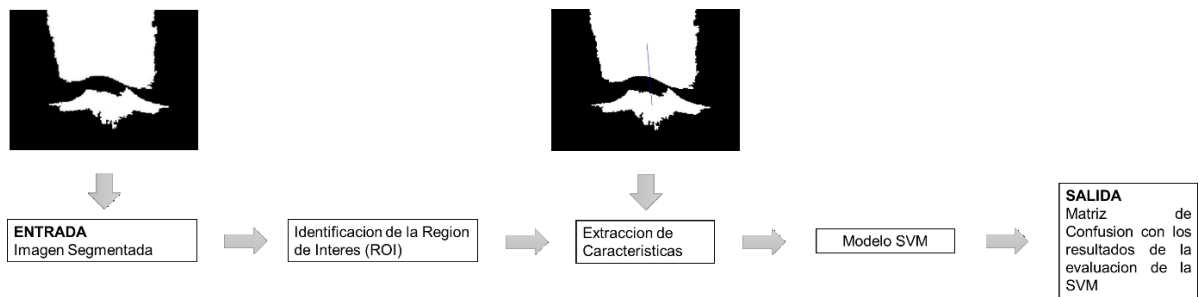 ENTRADA
Imagen Segmentada
Identificacion de la Region
de Interes (ROI)
Extraccion de
Caracteristicas
Modelo SVM
SALIDA
Matriz de
Confusion con los
resultados de la
evaluacion de la
SVM